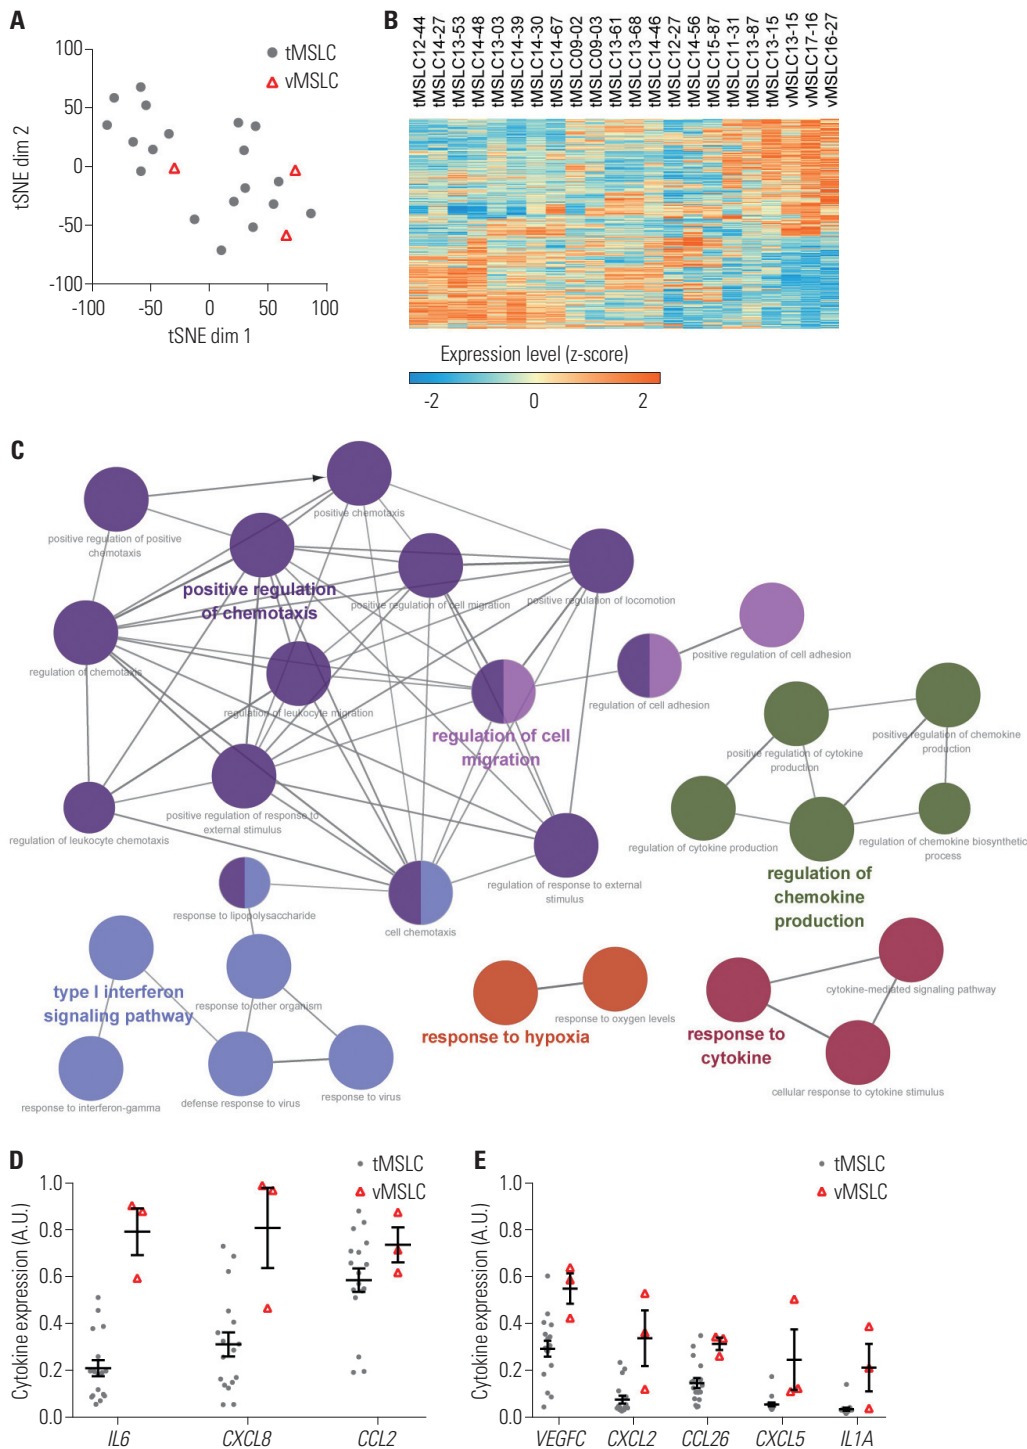 A
100
50
0
-50
-100
tSNE dim 2
-100
-50
0
50
100
tSNE dim 1
tMSLC
vMSLC
B
tMSLC12-44
tMSLC14-27
tMSLC13-53
tMSLC14-48
tMSLC13-03
tMSLC14-39
tMSLC14-30
tMSLC14-67
tMSLC09-02
tMSLC09-03
tMSLC13-61
tMSLC13-68
tMSLC14-46
tMSLC12-27
tMSLC14-56
tMSLC15-87
tMSLC11-31
tMSLC13-87
tMSLC13-15
vMSLC13-15
vMSLC17-16
vMSLC16-27
Expression level (z-score)
-2
0
2
C
positive chemotaxis
positive regulation of positive
chemotaxis
positive regulation
of chemotaxis
positive regulation of cell migration
positive regulation of locomotion
regulation of chemotaxis
regulation of leukocyte migration
regulation of cell
migration
regulation of cell adhesion
positive regulation of cell adhesion
positive regulation of cytokine
production
positive regulation of chemokine
production
regulation of leukocyte chemotaxis
positive regulation of response to
external stimulus
regulation of cytokine production
regulation of chemokine biosynthetic
process
regulation of
chemokine
production
regulation of response to external
stimulus
response to lipopolysaccharide
cell chemotaxis
type I interferon
signaling pathway
response to other organism
response to interferon-gamma
defense response to virus
response to virus
response to hypoxia
response to oxygen levels
response to
cytokine
cytokine-mediated signaling pathway
cellular response to cytokine stimulus
D
Cytokine expression (A.U.)
1.0
0.8
0.6
0.4
0.2
0.0
IL6
CXCL8
CCL2
tMSLC
vMSLC
E
Cytokine expression (A.U.)
1.0
0.8
0.6
0.4
0.2
0.0
VEGFC
CXCL2
CCL26
CXCL5
IL1A
tMSLC
vMSLC